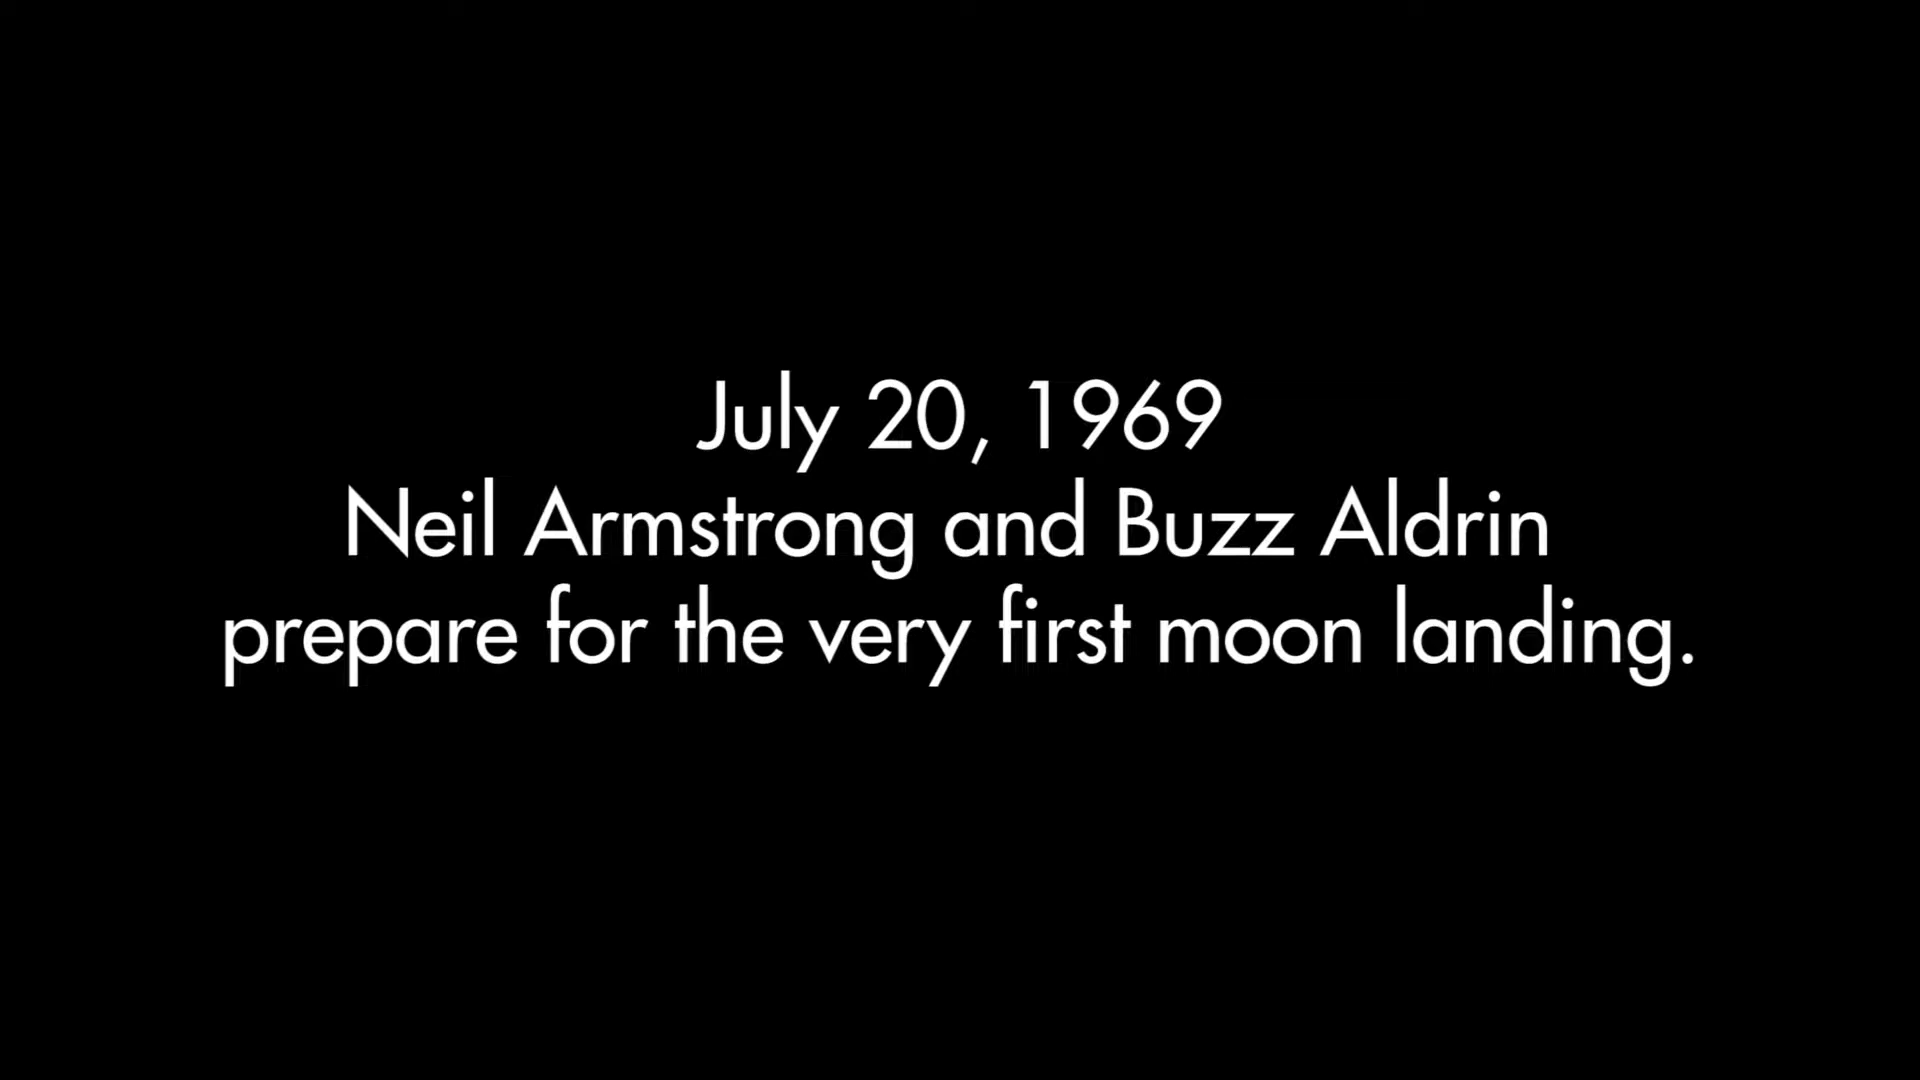 July 20, 1969
Neil Armstrong and Buzz Aldrin
prepare for the very first moon landing.